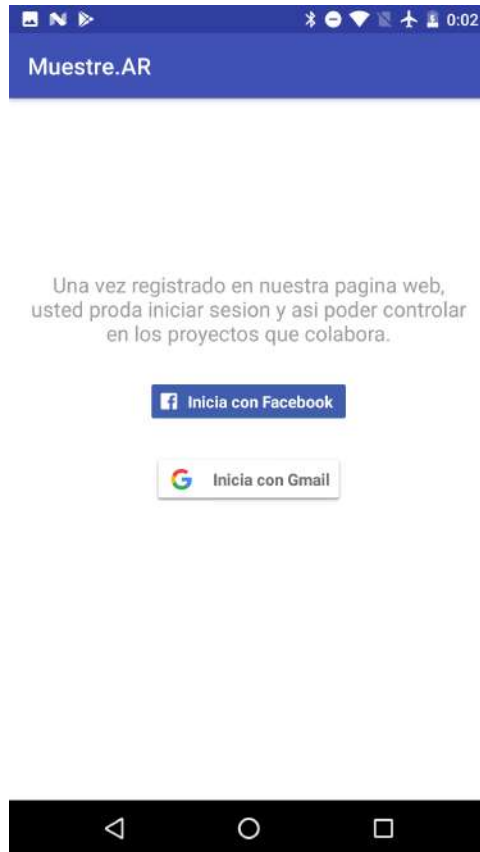 0:02
Muestre.AR
Una vez registrado en nuestra pagina web,
usted proda iniciar sesion y asi poder controlar
en los proyectos que colabora.
Inicia con Facebook
Inicia con Gmail